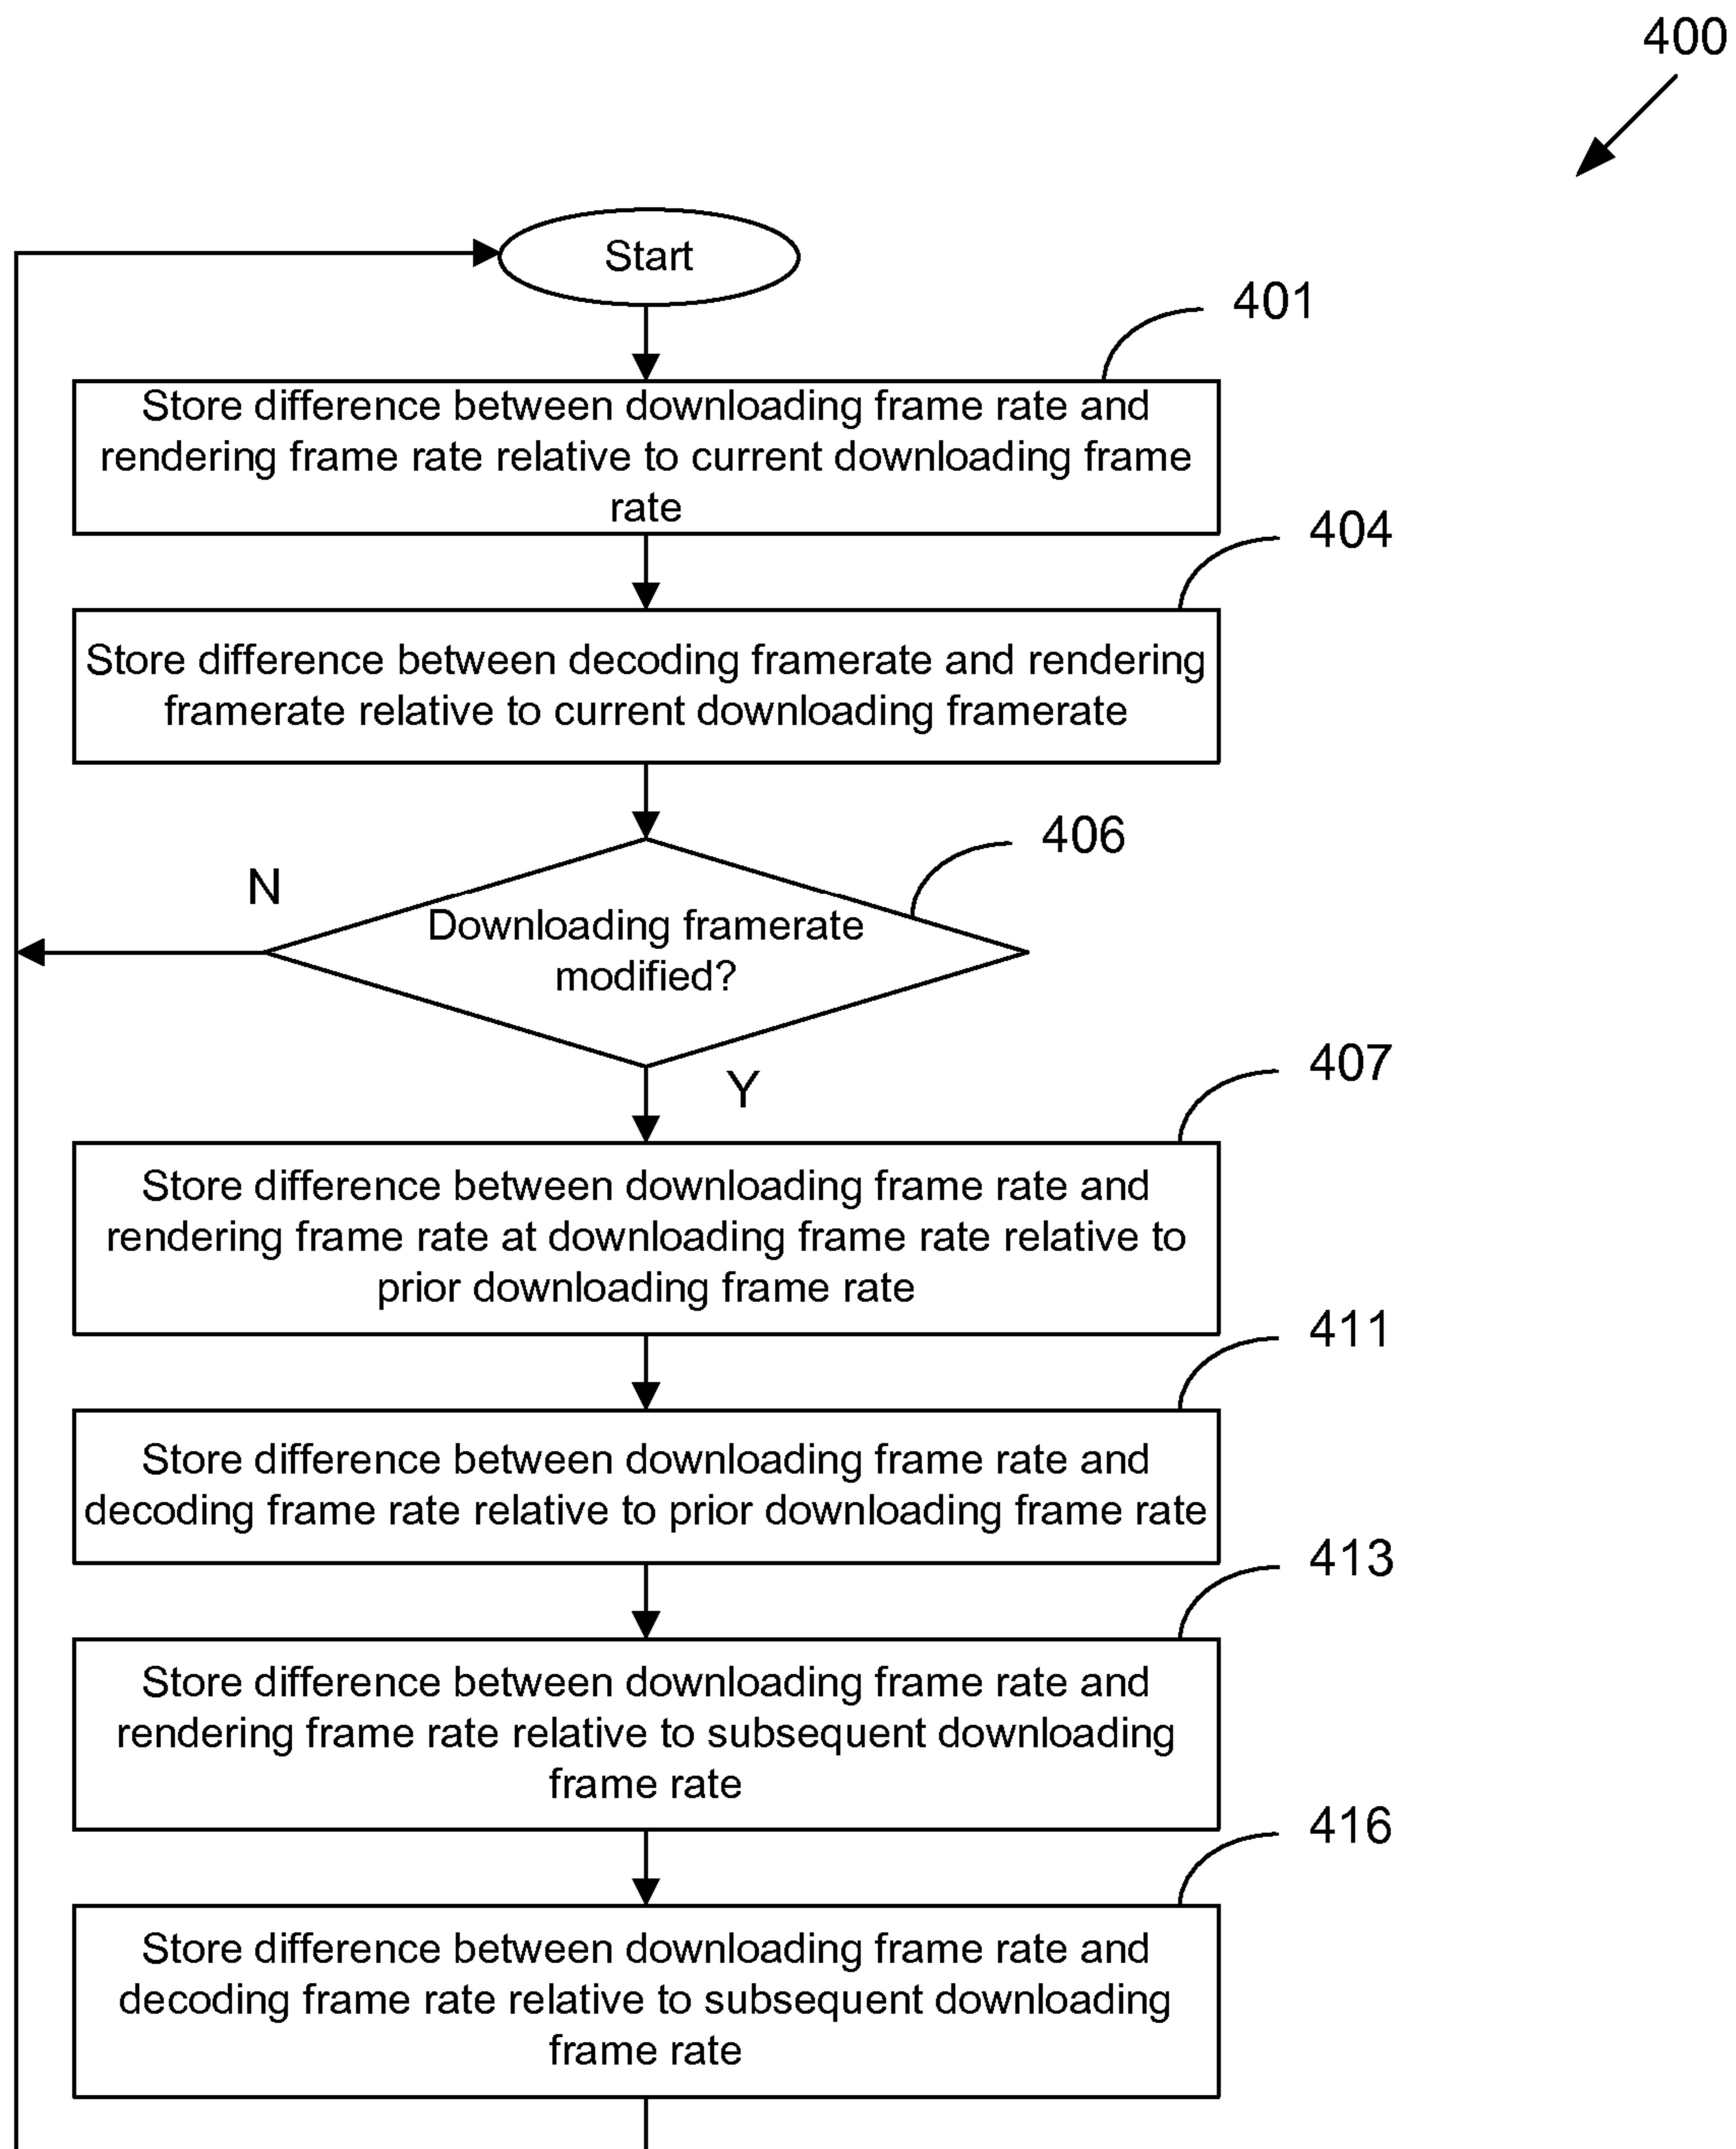 400
Start
401
Store difference between downloading frame rate and
rendering frame rate relative to current downloading frame
rate
404
Store difference between decoding framerate and rendering
framerate relative to current downloading framerate
406
N
Downloading framerate
modified?
Y
407
Store difference between downloading frame rate and
rendering frame rate at downloading frame rate relative to
prior downloading frame rate
411
Store difference between downloading frame rate and
decoding frame rate relative to prior downloading frame rate
413
Store difference between downloading frame rate and
rendering frame rate relative to subsequent downloading
frame rate
416
Store difference between downloading frame rate and
decoding frame rate relative to subsequent downloading
frame rate